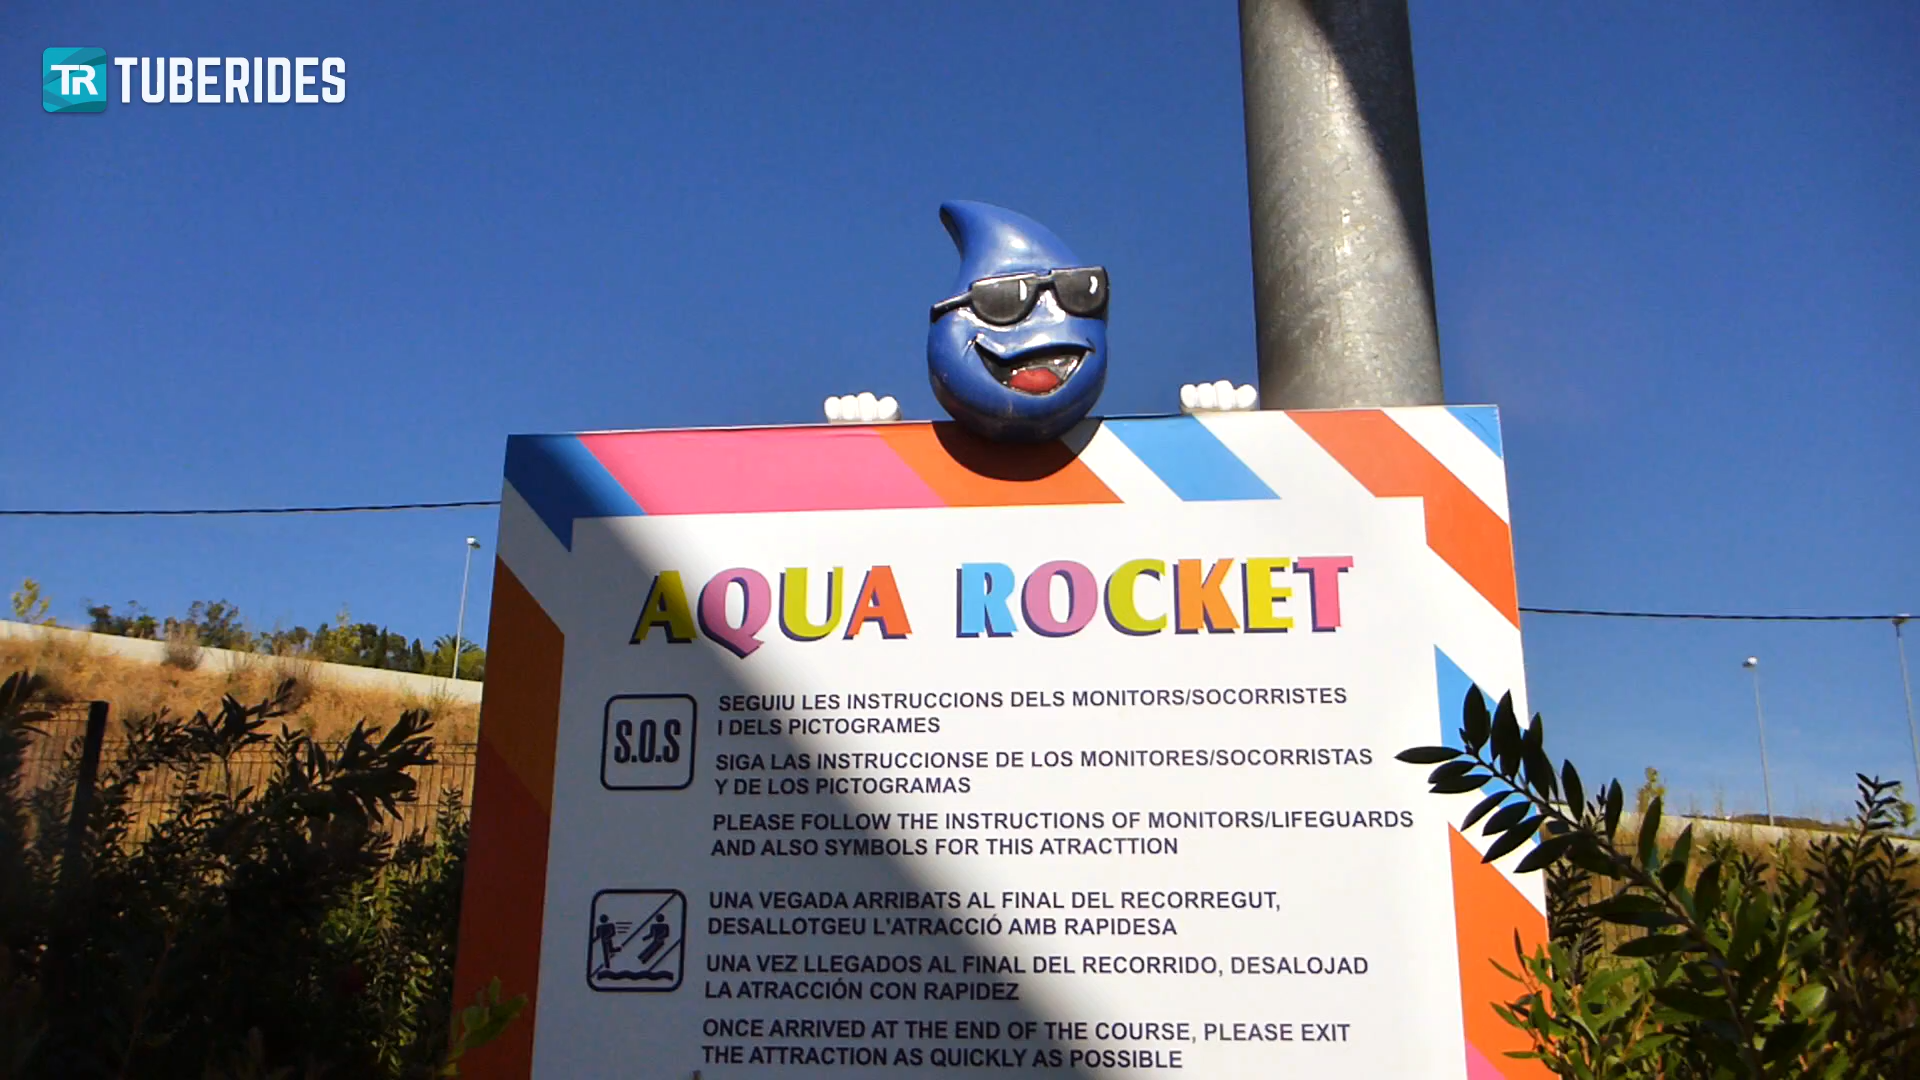 TR TUBERIDES
AQUA ROCKET
S.O.S
SEGUIU LES INSTRUCCIONS DELS MONITORS/SOCORRISTES
I DELS PICTOGRAMES
SIGA LAS INSTRUCCIONSE DE LOS MONITORES/SOCORRISTAS
Y DE LOS PICTOGRAMAS
PLEASE FOLLOW THE INSTRUCTIONS OF MONITORS/LIFEGUARDS
AND ALSO SYMBOLS FOR THIS ATRACTTION
UNA VEGADA ARRIBATS AL FINAL DEL RECORREGUT,
DESALLOTGEU L'ATRACCIÓ AMB RAPIDESA
UNA VEZ LLEGADOS AL FINAL DEL RECORRIDO, DESALOJAD
LA ATRACCIÓN CON RAPIDEZ
ONCE ARRIVED AT THE END OF THE COURSE, PLEASE EXIT
THE ATTRACTION AS QUICKLY AS POSSIBLE